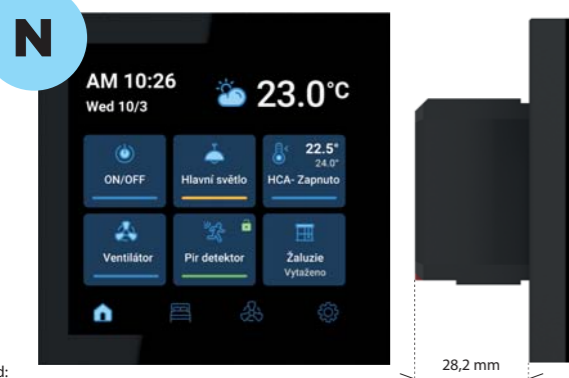 N
AM 10:26
Wed 10/3
23.0°C
ON/OFF
Hlavní světlo
22.5°
24.0°
HCA- Zapnuto
Ventilátor
Pir detektor
Žaluzie
Vytaženo
d:
28,2 mm